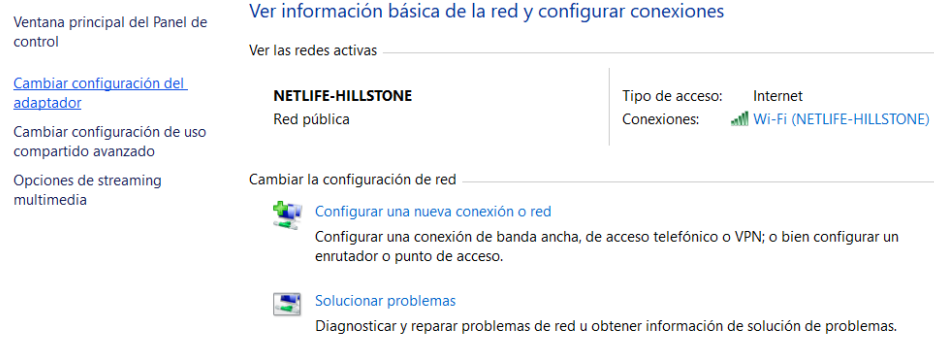 Ventana principal del Panel de
control
Cambiar configuración del
adaptador
Cambiar configuración de uso
compartido avanzado
Opciones de streaming
multimedia
Ver información básica de la red y configurar conexiones
Ver las redes activas
NETLIFE-HILLSTONE
Red pública
Tipo de acceso: Internet
Conexiones: Wi-Fi (NETLIFE-HILLSTONE)
Cambiar la configuración de red
Configurar una nueva conexión o red
Configurar una conexión de banda ancha, de acceso telefónico o VPN; o bien configurar un
enrutador o punto de acceso.
Solucionar problemas
Diagnosticar y reparar problemas de red u obtener información de solución de problemas.